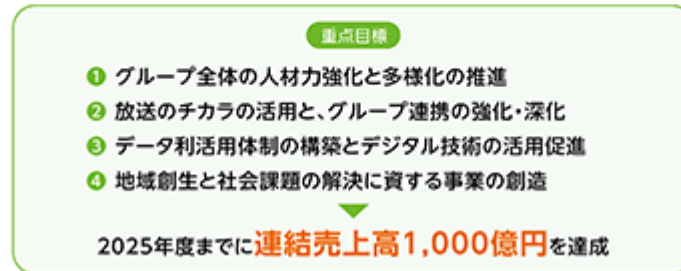 重点目標
1 グループ全体の人材力強化と多様化の推進
2 放送のチカラの活用と、グループ連携の強化・深化
3 データ利活用体制の構築とデジタル技術の活用促進
4 地域創生と社会課題の解決に資する事業の創造
2025年度までに連結売上高1,000億円を達成